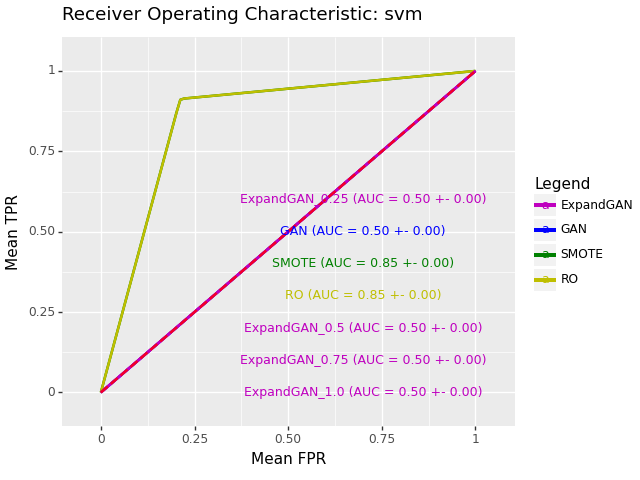 Receiver Operating Characteristic: svm
Mean TPR
1
0.75
0.50
0.25
0
ExpandGAN_0.25 (AUC = 0.50 +- 0.00)
GAN (AUC = 0.50 +- 0.00)
SMOTE (AUC = 0.85 +- 0.00)
RO (AUC = 0.85 +- 0.00)
ExpandGAN_0.5 (AUC = 0.50 +- 0.00)
ExpandGAN_0.75 (AUC = 0.50 +- 0.00)
ExpandGAN_1.0 (AUC = 0.50 +- 0.00)
0 0.25 0.50 0.75 1
Mean FPR
Legend
a ExpandGAN
a GAN
a SMOTE
a RO